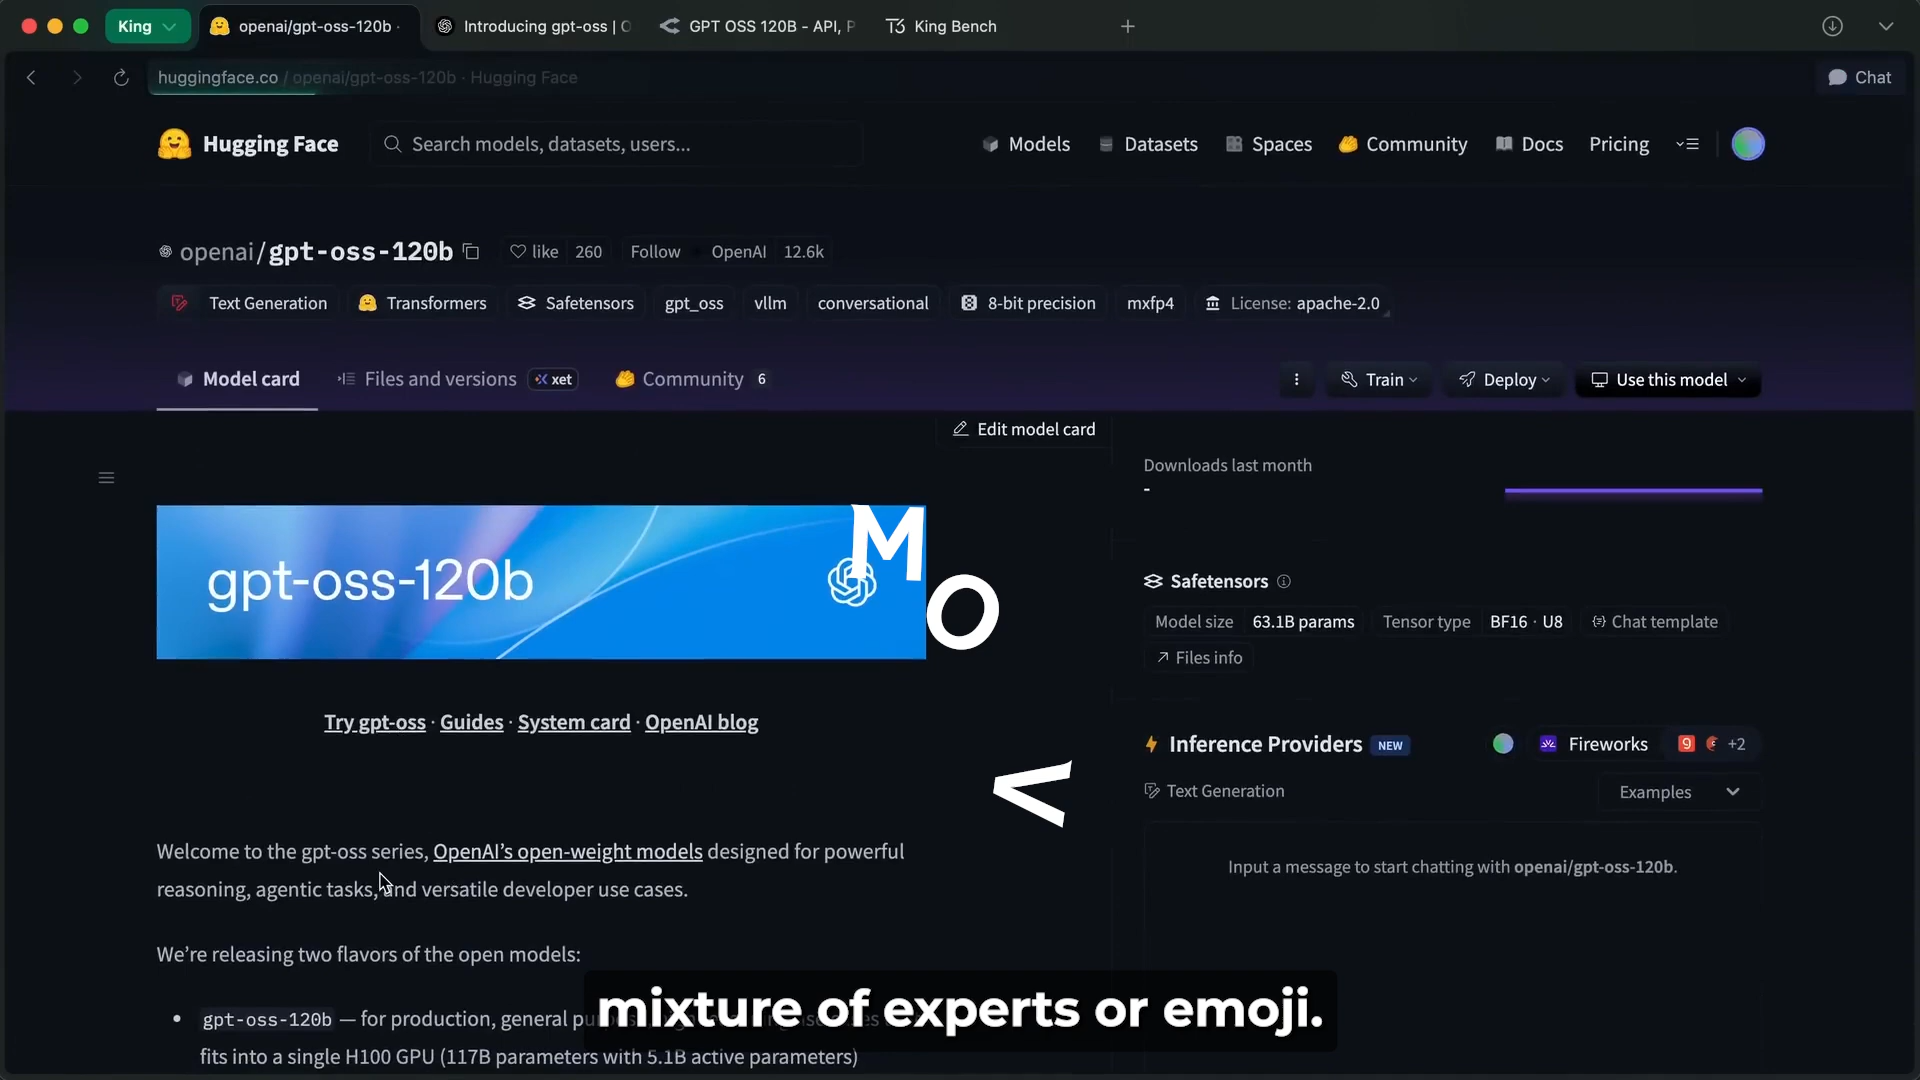 King
openai/gpt-oss-120b ·
Introducing gpt-oss | O
GPT OSS 120B - API, P
King Bench
huggingface.co / openai/gpt-oss-120b · Hugging Face
Chat
Hugging Face
Search models, datasets, users...
Models
Datasets
Spaces
Community
Docs
Pricing
openai/gpt-oss-120b
like 260
Follow OpenAI 12.6k
Text Generation
Transformers
Safetensors
gpt_oss
vllm
conversational
8-bit precision
mxfp4
License: apache-2.0
Model card
Files and versions
xet
Community 6
Train
Deploy
Use this model
Edit model card
gpt-oss-120b
MO
<
Try gpt-oss · Guides · System card · OpenAI blog
Welcome to the gpt-oss series, OpenAI's open-weight models designed for powerful
reasoning, agentic tasks, and versatile developer use cases.
We're releasing two flavors of the open models:
• gpt-oss-120b — for production, general
fits into a single H100 GPU (117B parameters with 5.1B active parameters)
Downloads last month
-
Safetensors
Model size 63.1B params
Tensor type BF16 · U8
Chat template
Files info
Inference Providers NEW
Fireworks
9
+2
Text Generation
Examples
Input a message to start chatting with openai/gpt-oss-120b.
mixture of experts or emoji.